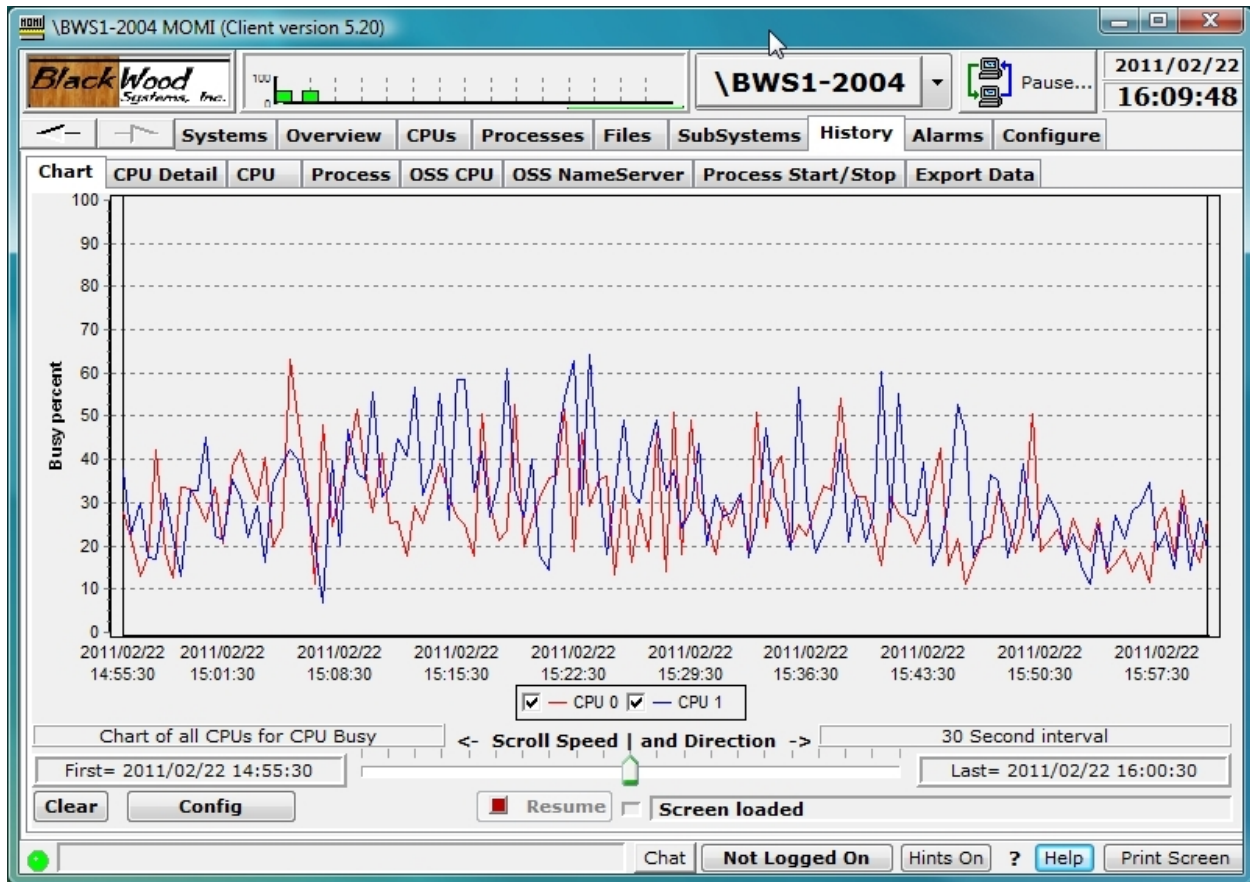 \BWS1-2004 MOMI (Client version 5.20)
BlackWood Systems, Inc.
100
0
\BWS1-2004
Pause...
2011/02/22
16:09:48
Systems Overview CPUs Processes Files SubSystems History Alarms Configure
Chart CPU Detail CPU Process OSS CPU OSS NameServer Process Start/Stop Export Data
Busy percent
100
90
80
70
60
50
40
30
20
10
0
2011/02/22 2011/02/22 2011/02/22 2011/02/22 2011/02/22 2011/02/22 2011/02/22 2011/02/22 2011/02/22 2011/02/22
14:55:30 15:01:30 15:08:30 15:15:30 15:22:30 15:29:30 15:36:30 15:43:30 15:50:30 15:57:30
CPU 0 CPU 1
Chart of all CPUs for CPU Busy
<- Scroll Speed | and Direction ->
30 Second interval
First= 2011/02/22 14:55:30
Last= 2011/02/22 16:00:30
Clear Config Resume Screen loaded
Chat Not Logged On Hints On ? Help Print Screen